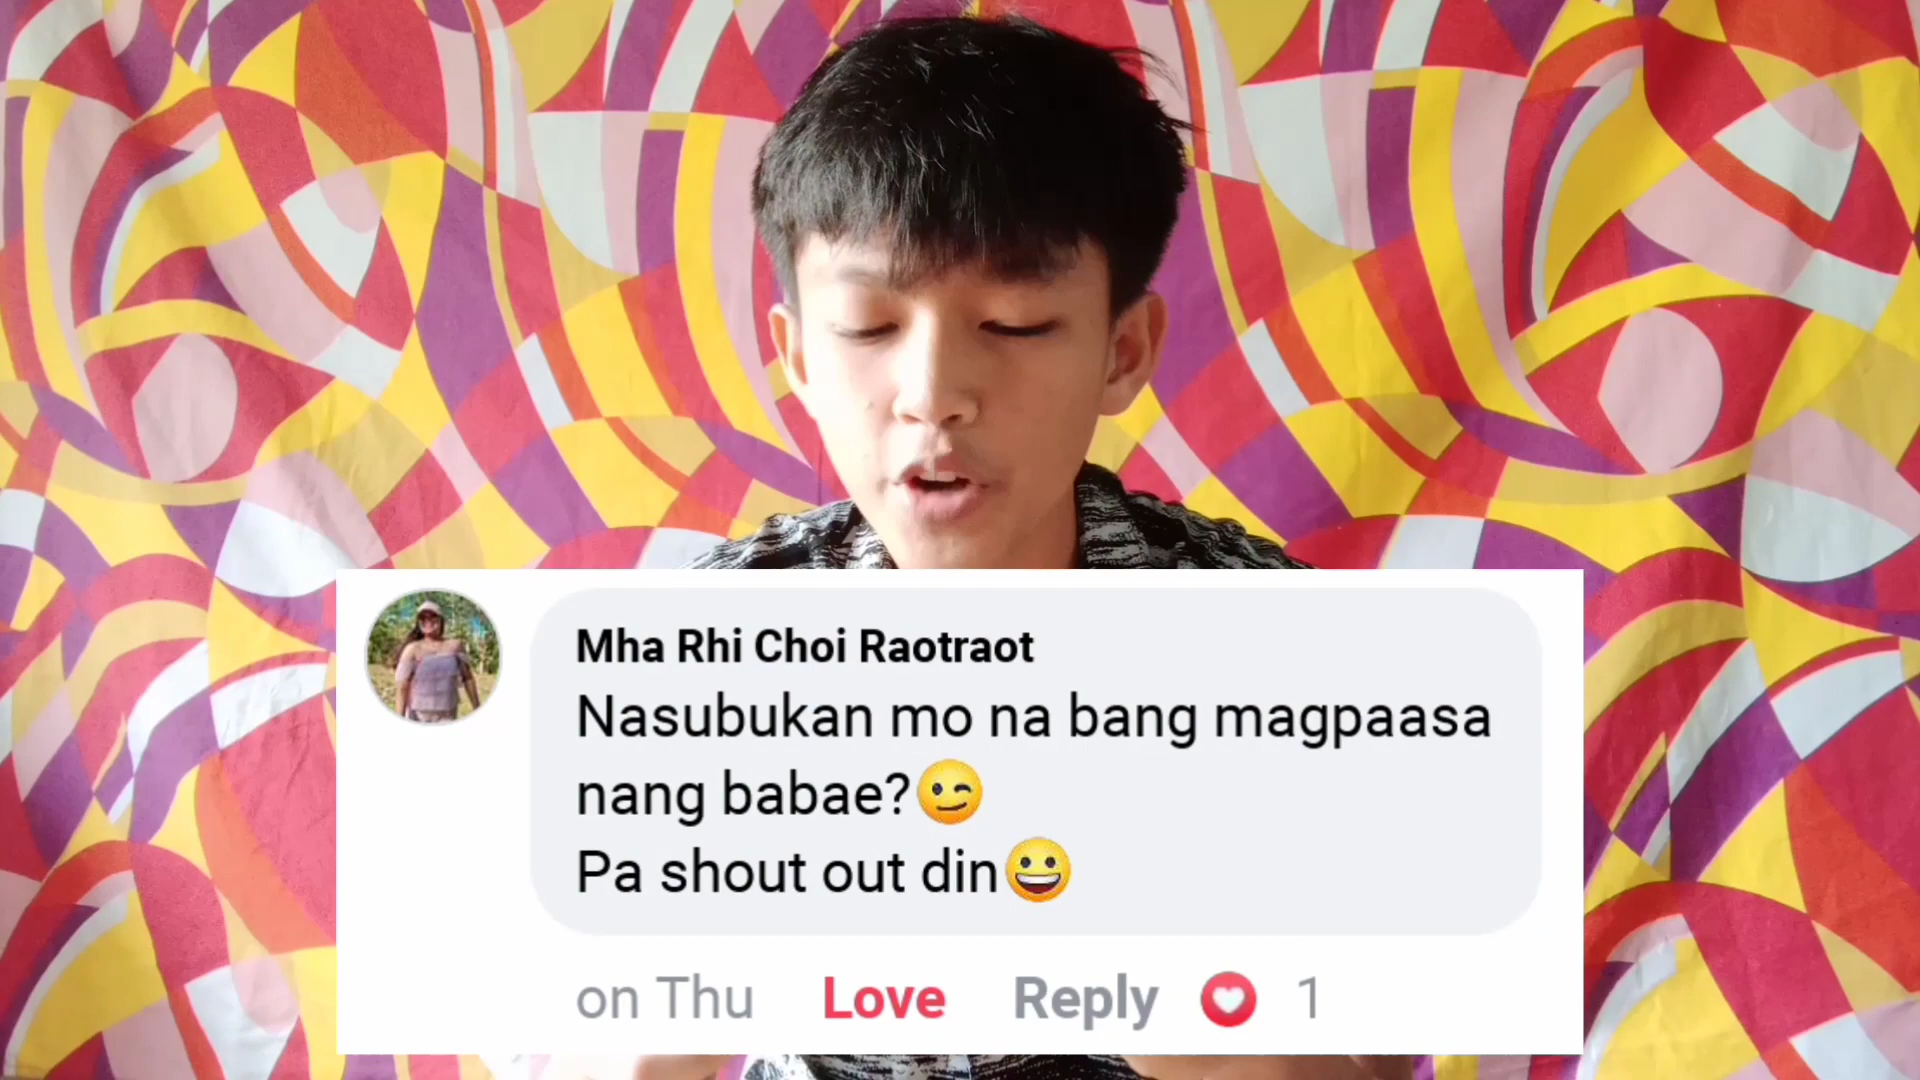 Mha Rhi Choi Raotraot
Nasubukan mo na bang magpaasa
nang babae?😉
Pa shout out din😀
on Thu Love Reply 1